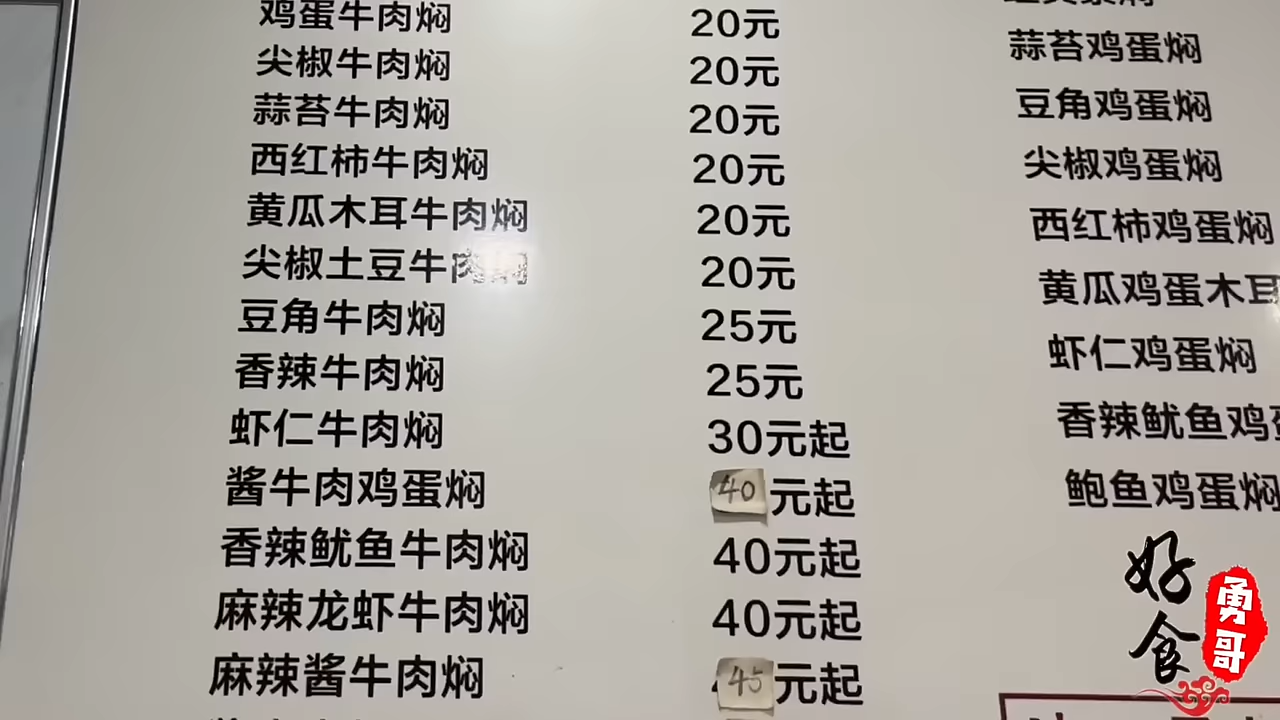 鸡蛋牛肉焖 20元
尖椒牛肉焖 20元
蒜苔牛肉焖 20元
西红柿牛肉焖 20元
黄瓜木耳牛肉焖 20元
尖椒土豆牛肉焖 20元
豆角牛肉焖 25元
香辣牛肉焖 25元
虾仁牛肉焖 30元起
酱牛肉鸡蛋焖 40元起
香辣鱿鱼牛肉焖 40元起
麻辣龙虾牛肉焖 40元起
麻辣酱牛肉焖 45元起
蒜苔鸡蛋焖
豆角鸡蛋焖
尖椒鸡蛋焖
西红柿鸡蛋焖
黄瓜鸡蛋木耳
虾仁鸡蛋焖
香辣鱿鱼鸡蛋
鲍鱼鸡蛋焖
好食
勇哥